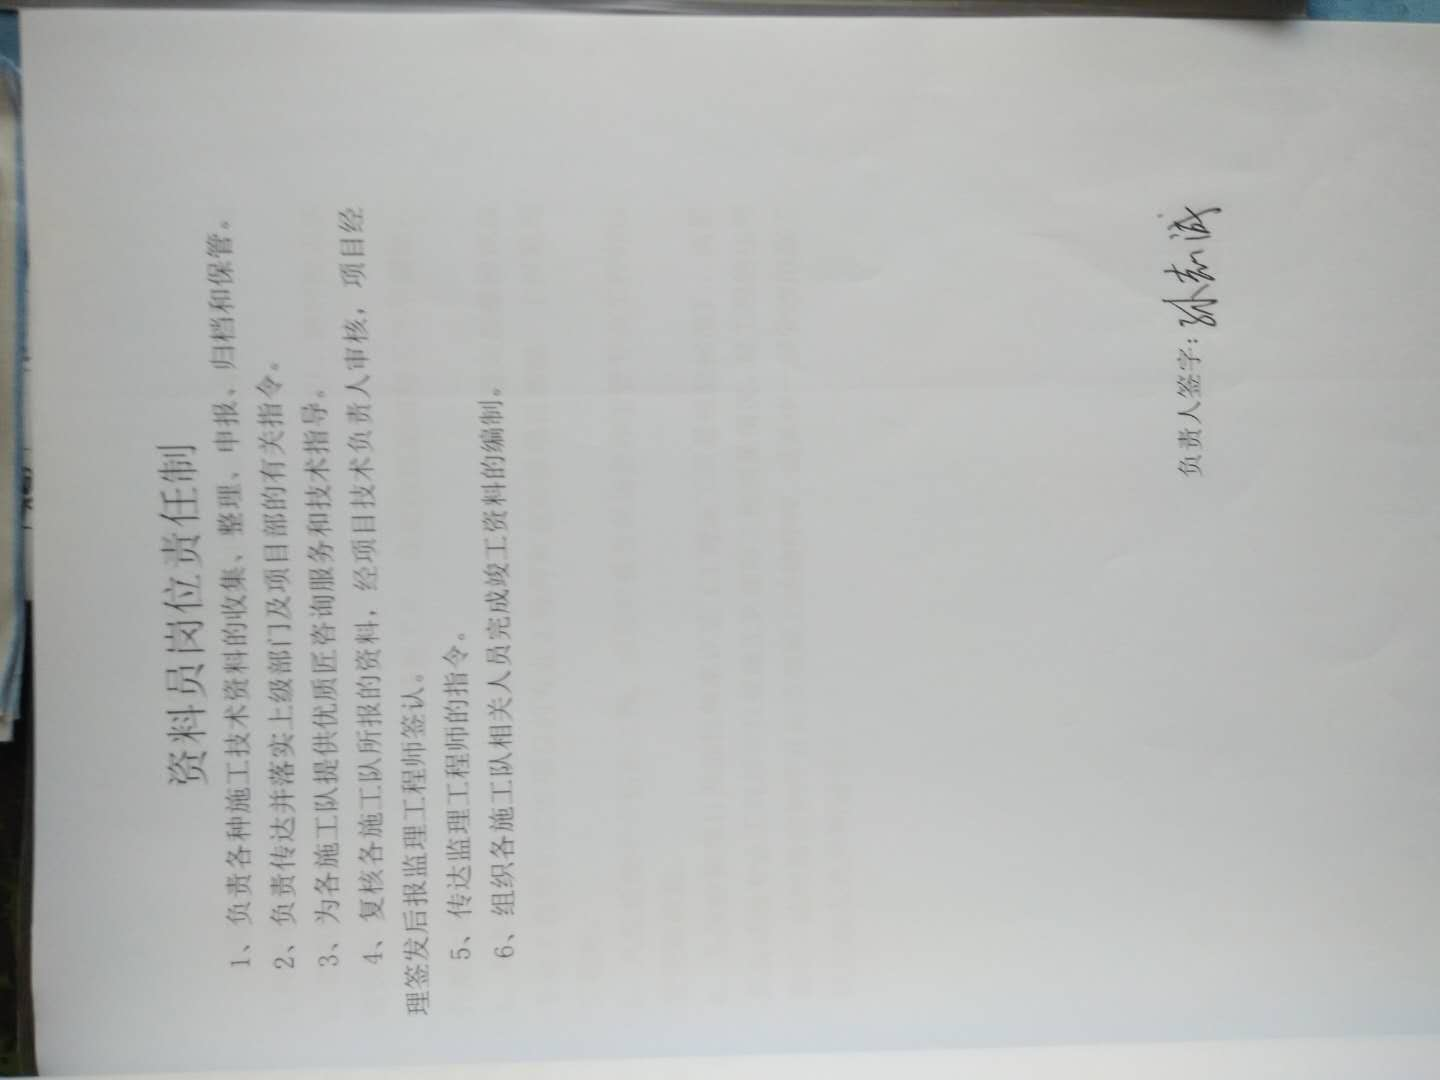 资料员岗位责任制
1、负责各种施工技术资料的收集、整理、申报、归档和保管。
2、负责传达并落实上级部门及项目部的有关指令。
3、为各施工队提供优质匠咨询服务和技术指导。
4、复核各施工队所报的资料，经项目技术负责人审核，项目经
理签发后报监理工程师签认。
5、传达监理工程师的指令。
6、组织各施工队相关人员完成竣工资料的编制。
负责人签字：孙志诚